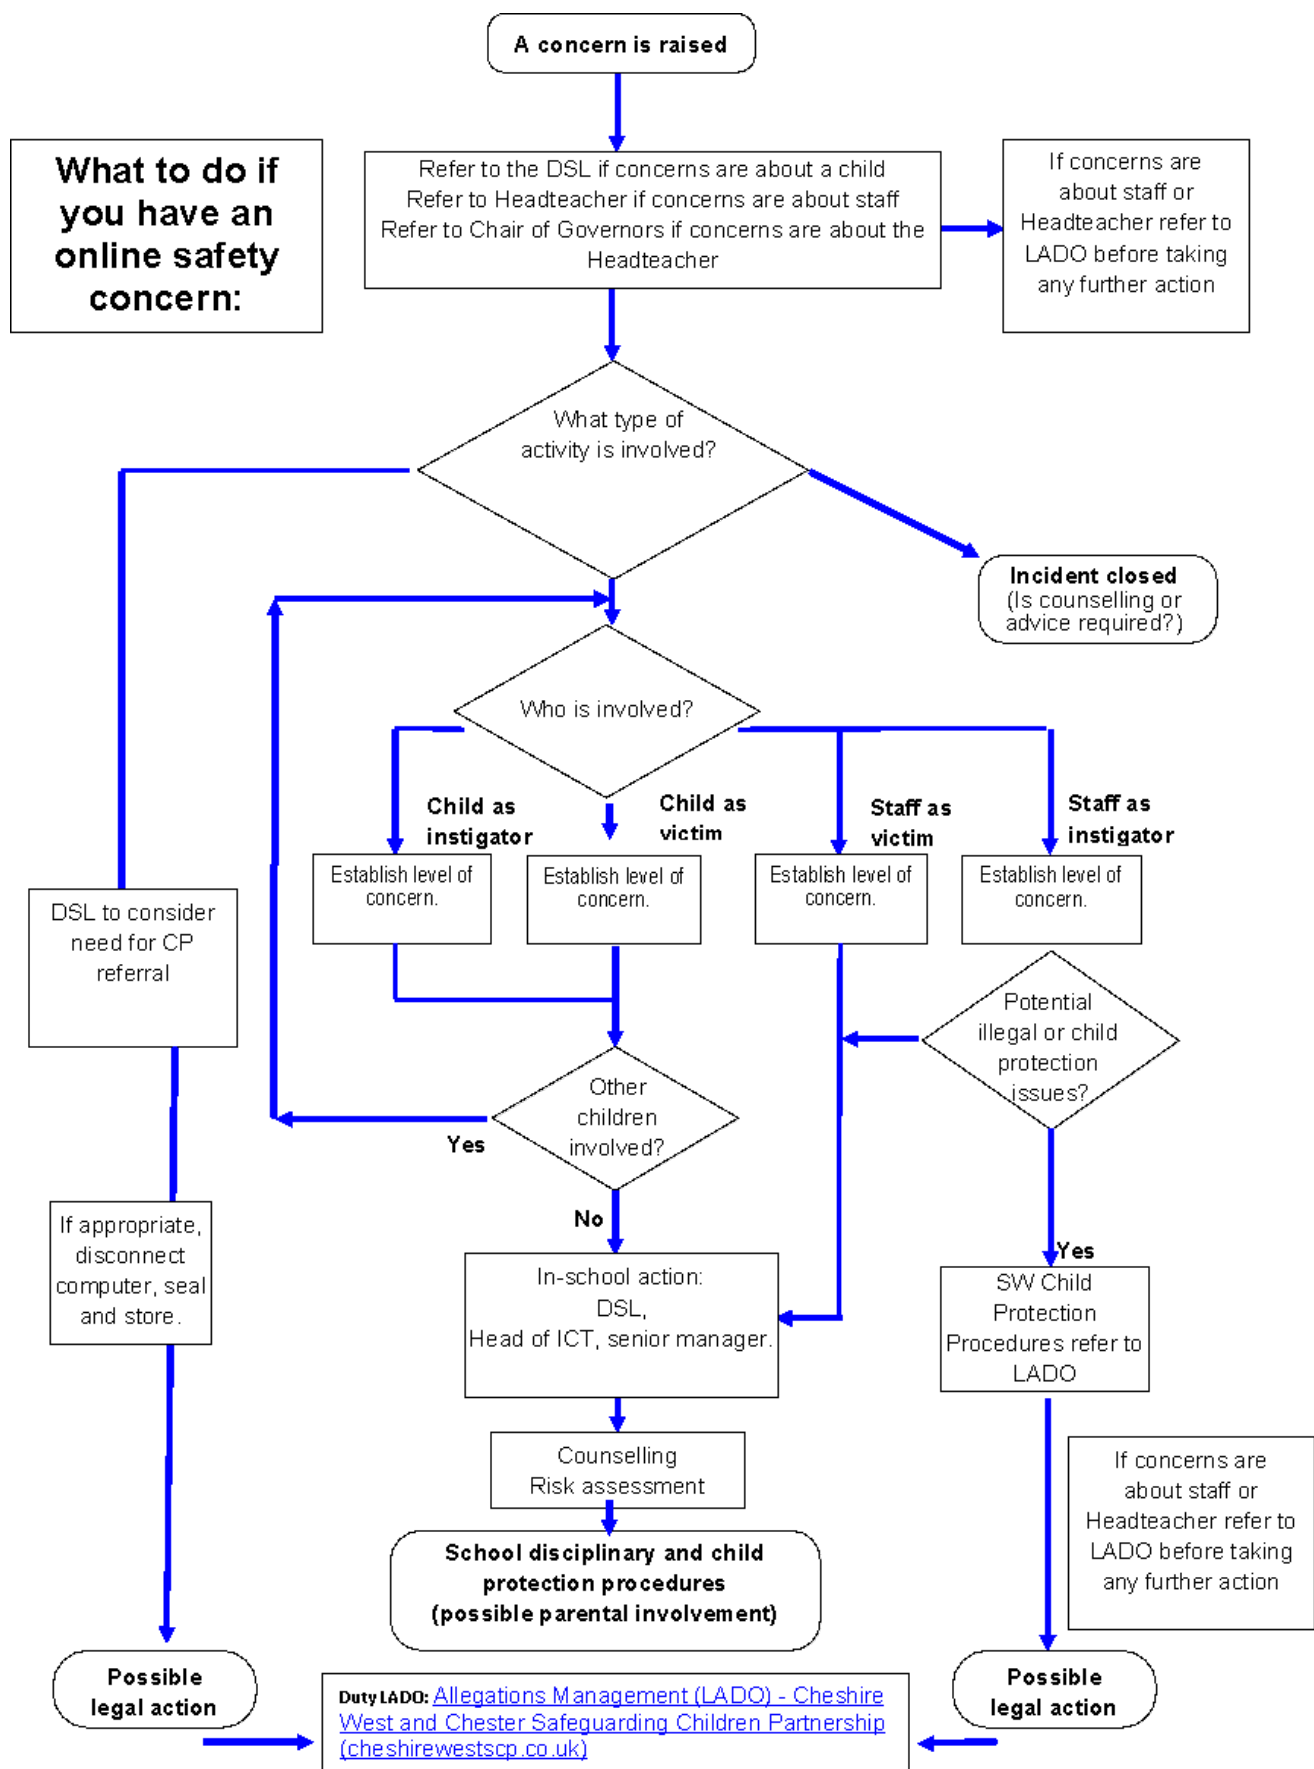 A concern is raised
What to do if
you have an
online safety
concern:
Refer to the DSL if concerns are about a child
Refer to Headteacher if concerns are about staff
Refer to Chair of Governors if concerns are about the
Headteacher
If concerns are
about staff or
Headteacher refer to
LADO before taking
any further action
What type of
activity is involved?
Incident closed
(Is counselling or
advice required?)
Who is involved?
Child as
instigator
Child as
victim
Staff as
victim
Staff as
instigator
Establish level of
concern.
Establish level of
concern.
Establish level of
concern.
Establish level of
concern.
DSL to consider
need for CP
referral
Potential
illegal or child
protection
issues?
Other
children
involved?
Yes
No
Yes
If appropriate,
disconnect
computer, seal
and store.
In-school action:
DSL,
Head of ICT, senior manager.
SW Child
Protection
Procedures refer to
LADO
Counselling
Risk assessment
If concerns are
about staff or
Headteacher refer to
LADO before taking
any further action
School disciplinary and child
protection procedures
(possible parental involvement)
Possible
legal action
Possible
legal action
Duty LADO: Allegations Management (LADO) - Cheshire
West and Chester Safeguarding Children Partnership
(cheshirewestscp.co.uk)